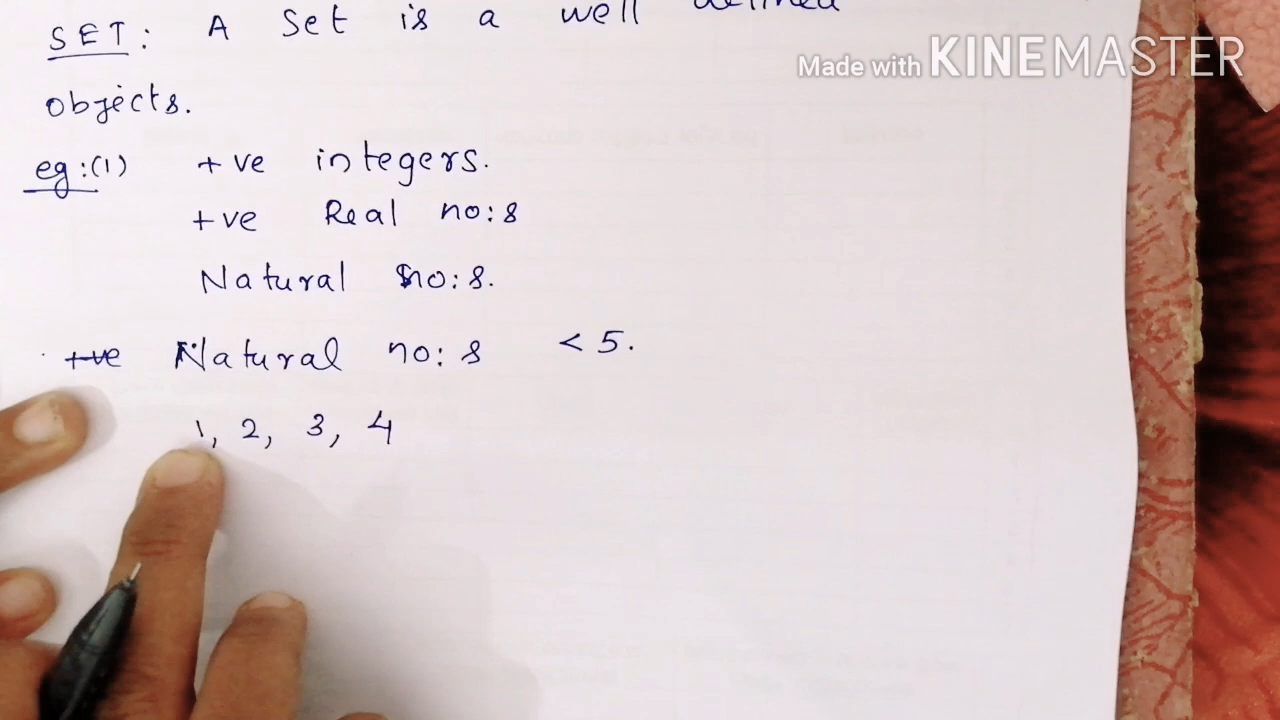 SET: A Set is a well defined
Made with KINEMASTER
objects.
eg:(1) +ve integers.
+ve Real no:s
Natural no:s.
+ve Natural no:s < 5.
1, 2, 3, 4